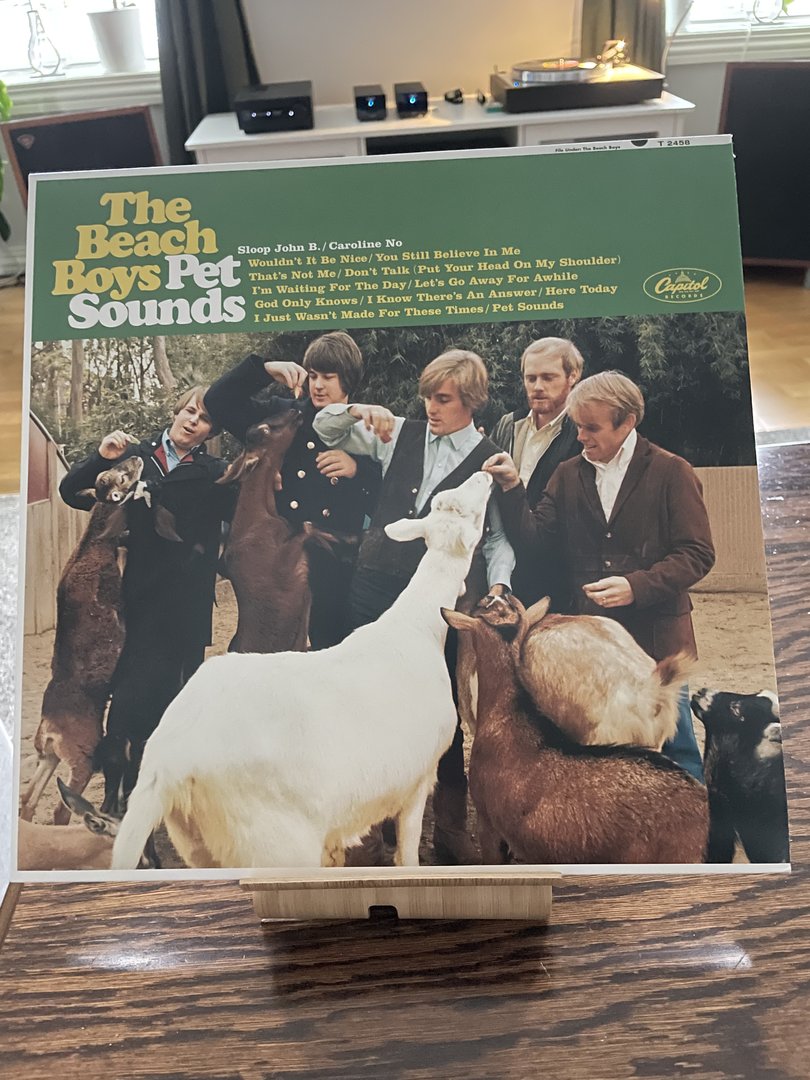 File Under: The Beach Boys T 2458
The
Beach
Boys Pet
Sounds
Sloop John B. / Caroline No
Wouldn't It Be Nice / You Still Believe In Me
That's Not Me / Don't Talk (Put Your Head On My Shoulder)
I'm Waiting For The Day / Let's Go Away For Awhile
God Only Knows / I Know There's An Answer / Here Today
I Just Wasn't Made For These Times / Pet Sounds
Capitol
RECORDS